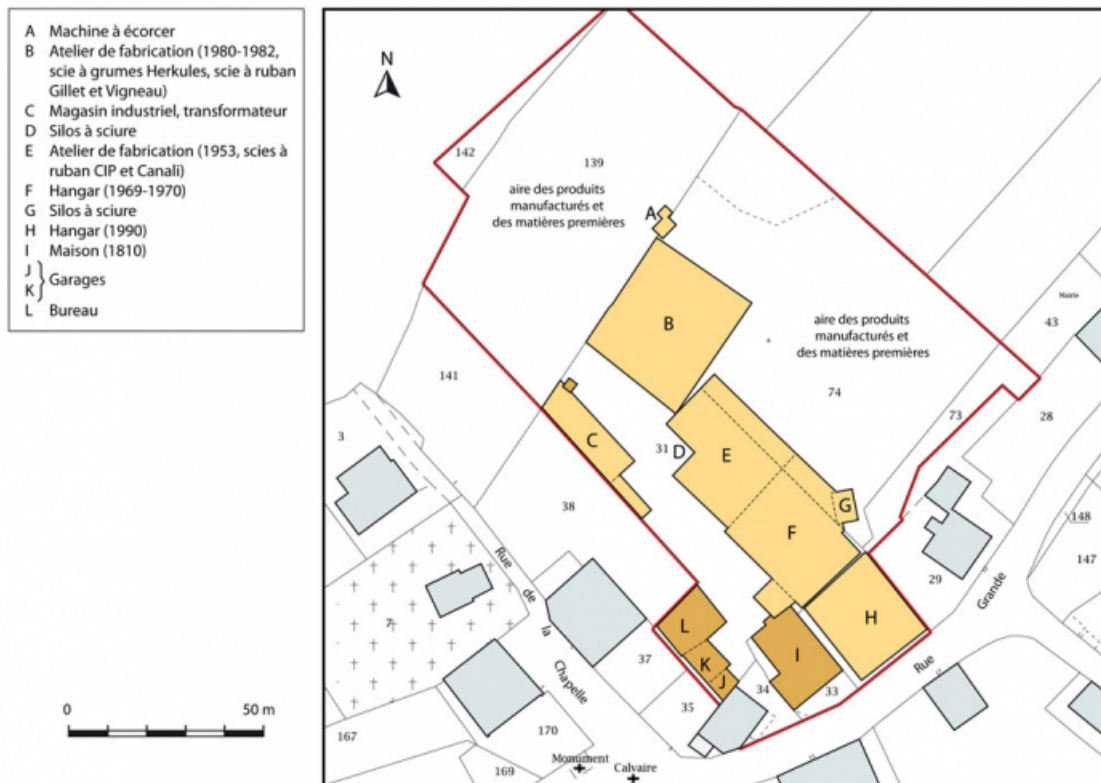 A Machine à écorcer
B Atelier de fabrication (1980-1982,
scie à grumes Herkules, scie à ruban
Gillet et Vigneau)
C Magasin industriel, transformateur
D Silos à sciure
E Atelier de fabrication (1953, scies à
ruban CIP et Canali)
F Hangar (1969-1970)
G Silos à sciure
H Hangar (1990)
I Maison (1810)
J
K
Garages
L Bureau
N
142
139
aire des produits
manufacturés et
des matières premières
A
B
Mairie
43
aire des produits
manufacturés et
des matières premières
141
74
73
28
3
C
31
D
E
G
38
F
148
147
Rue de la Chapelle
29
Grande
Rue
7
L
H
K
I
J
37
34
33
35
0
50 m
167
170
169
Monument
Calvaire